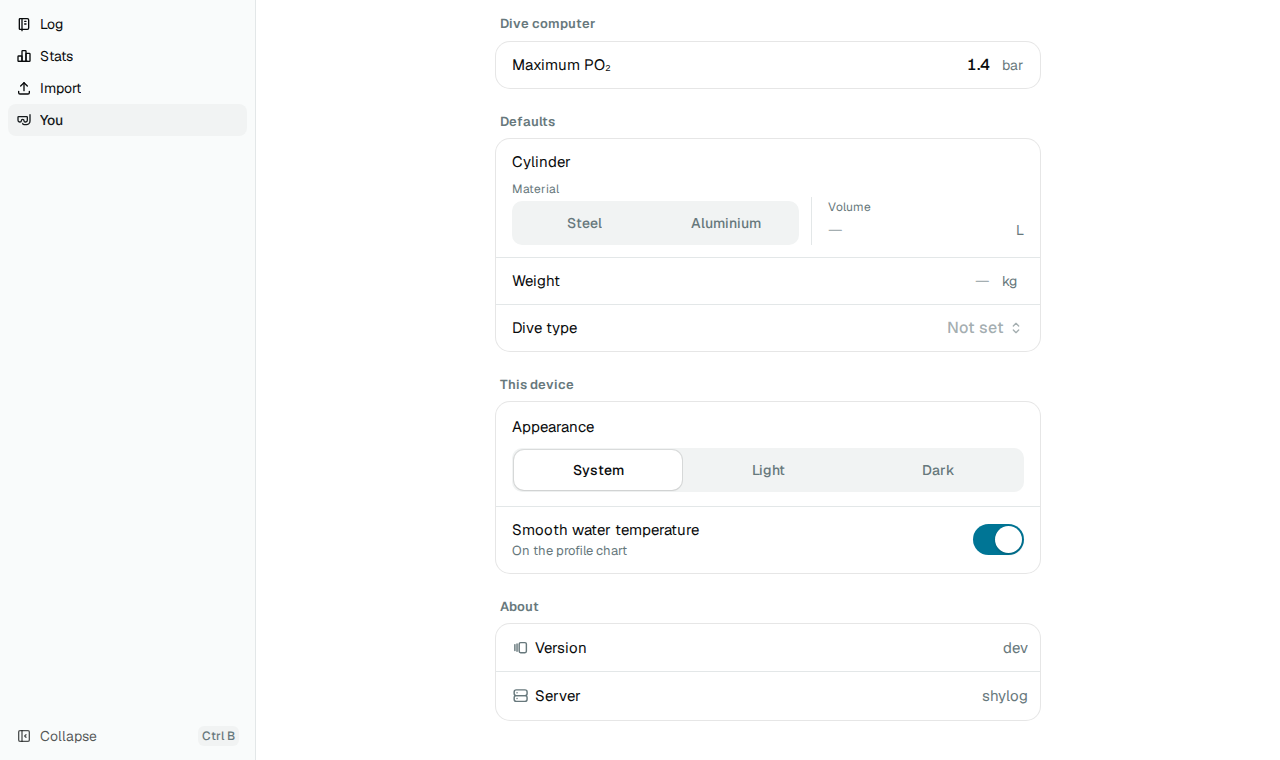 Log
Stats
Import
You
Collapse
Ctrl B
Dive computer
Maximum PO₂
1.4 bar
Defaults
Cylinder
Material
Steel
Aluminium
Volume
— L
Weight
— kg
Dive type
Not set
This device
Appearance
System
Light
Dark
Smooth water temperature
On the profile chart
About
Version
dev
Server
shylog